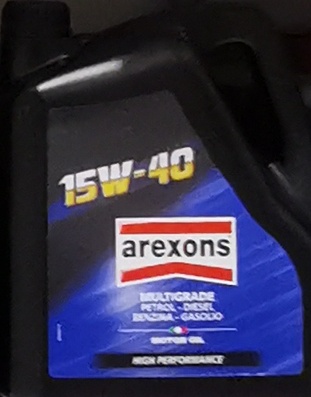 15W-40
arexons
MULTIGRADE
PETROL - DIESEL
BENZINA - GASOLIO
MOTOR OIL
HIGH PERFORMANCE